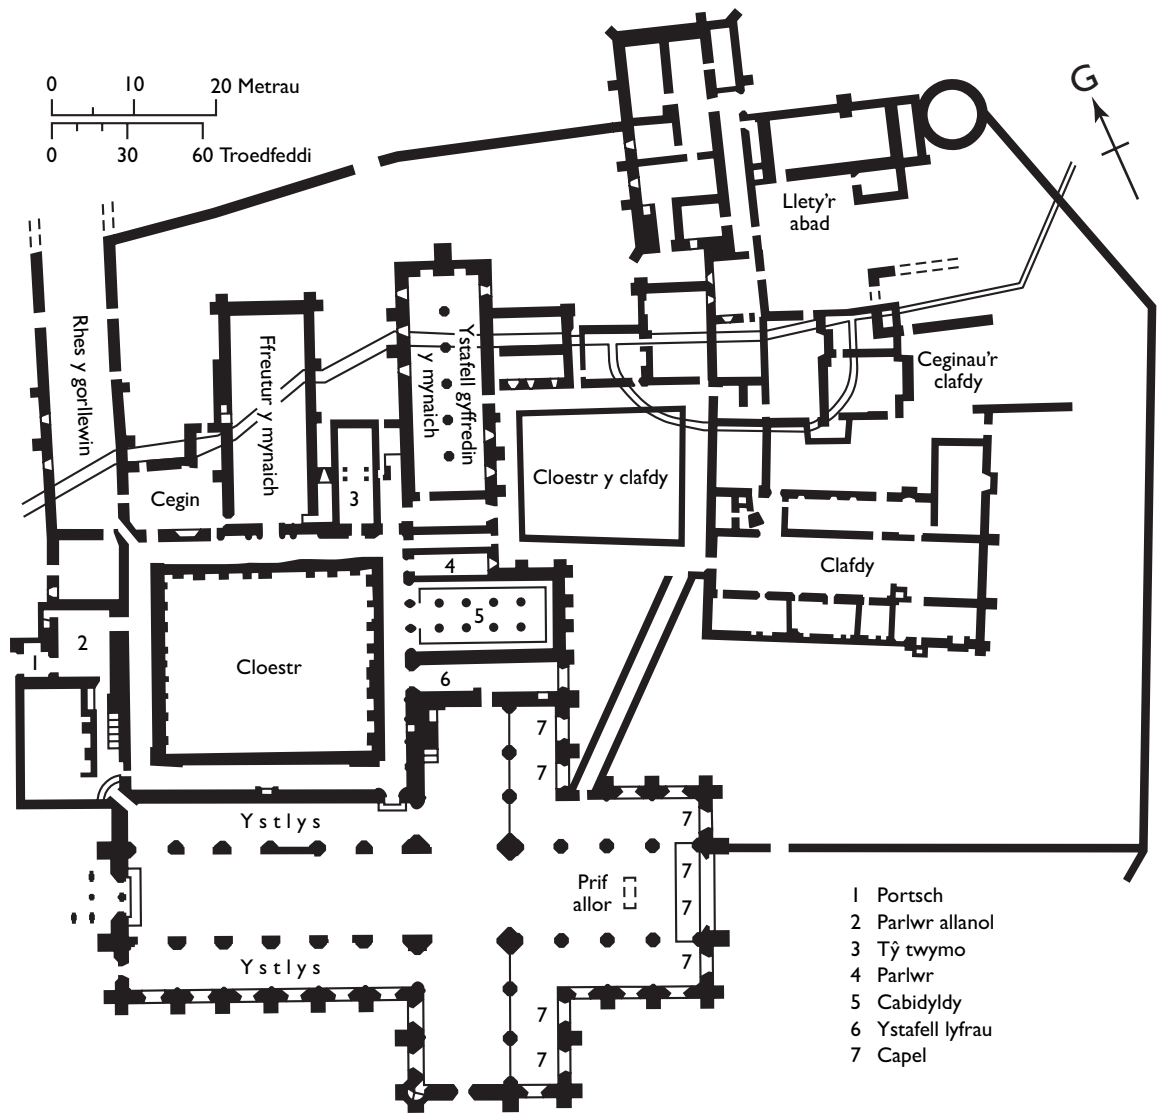 0 10 20 Metrau
0 30 60 Troedfeddi
G
Llety'r
abad
Rhes y gorllewin
Ffreutur y mynaich
Ystafell gyffredin
y mynaich
Ceginau'r
clafdy
Cegin
3
Cloestr y clafdy
4
Clafdy
5
2
1
Cloestr
6
7
7
Ystlys
7
7
Prif
allor
7
Ystlys
7
7
7
1 Portsch
2 Parlwr allanol
3 Tŷ twymo
4 Parlwr
5 Cabidyldy
6 Ystafell lyfrau
7 Capel